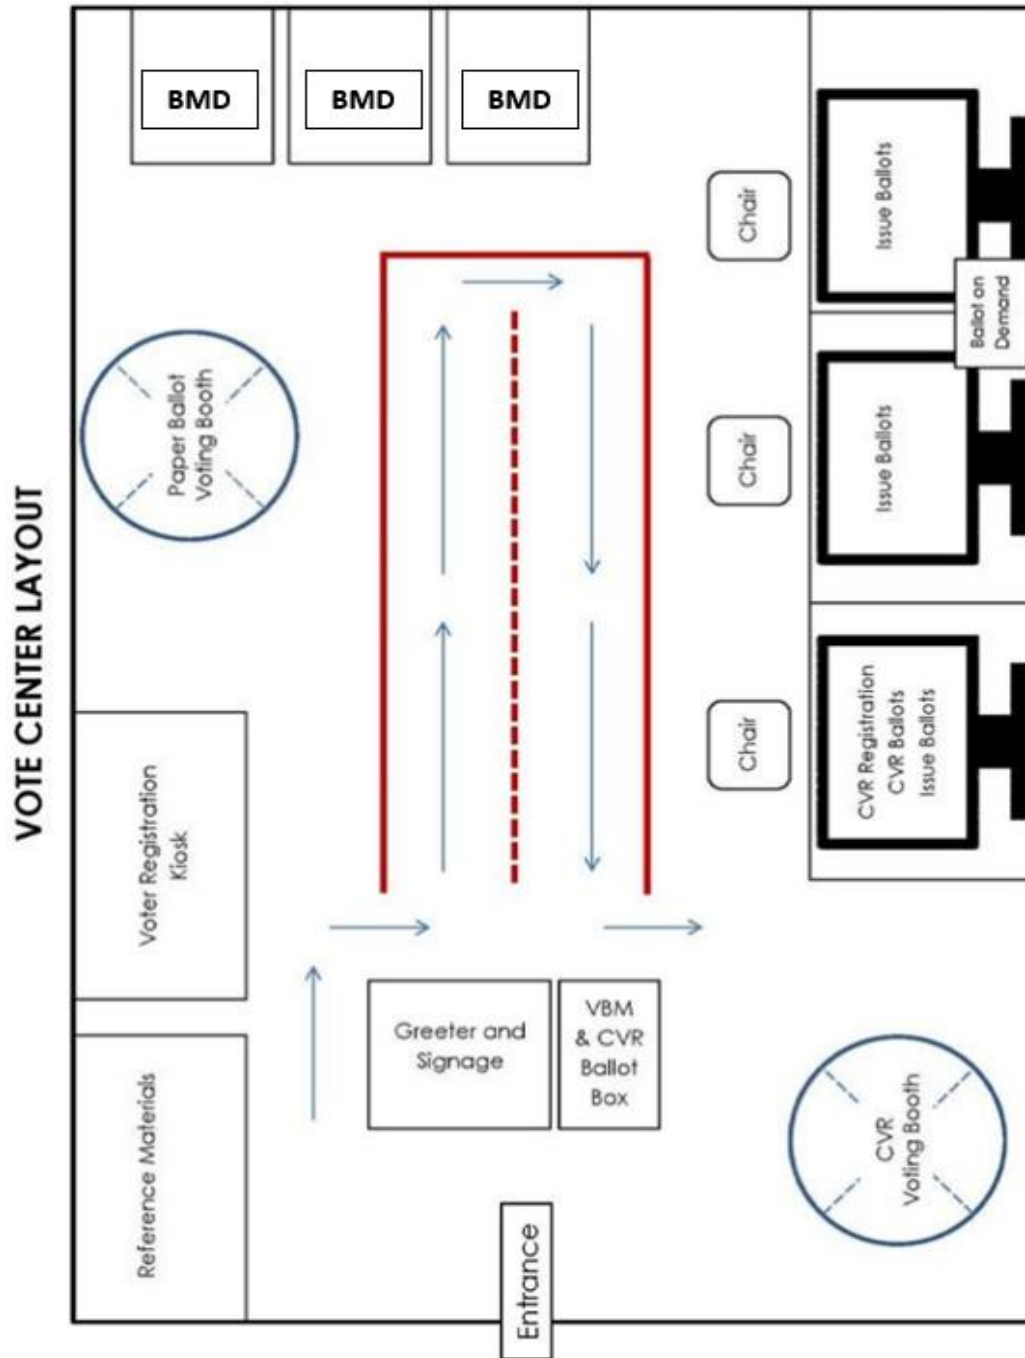 VOTE CENTER LAYOUT
BMD
BMD
BMD
Paper Ballot
Voting Booth
Chair
Issue Ballots
Ballot on
Demand
Chair
Issue Ballots
Voter Registration
Kiosk
Chair
CVR Registration
CVR Ballots
Issue Ballots
Reference Materials
Greeter and
Signage
VBM
& CVR
Ballot
Box
CVR
Voting Booth
Entrance